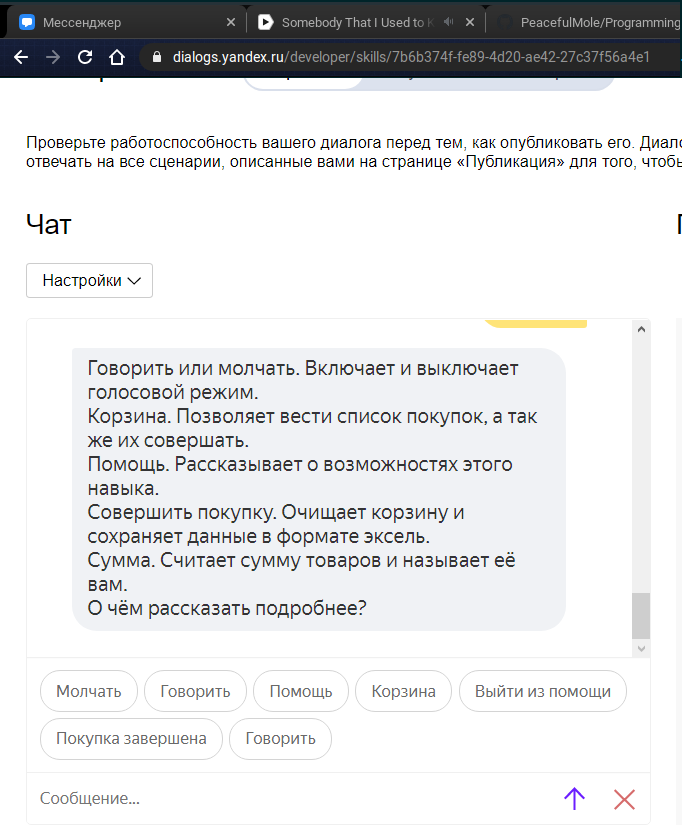 Мессенджер
Somebody That I Used to
PeacefulMole/Programming
dialogs.yandex.ru/developer/skills/7b6b374f-fe89-4d20-ae42-27c37f56a4e1
Проверьте работоспособность вашего диалога перед тем, как опубликовать его.
отвечать на все сценарии, описанные вами на странице «Публикация» для того,
Чат
Настройки
Говорить или молчать. Включает и выключает
голосовой режим.
Корзина. Позволяет вести список покупок, а так
же их совершать.
Помощь. Рассказывает о возможностях этого
навыка.
Совершить покупку. Очищает корзину и
сохраняет данные в формате эксель.
Сумма. Считает сумму товаров и называет её
вам.
О чём рассказать подробнее?
Молчать Говорить Помощь Корзина Выйти из помощи
Покупка завершена Говорить
Сообщение...